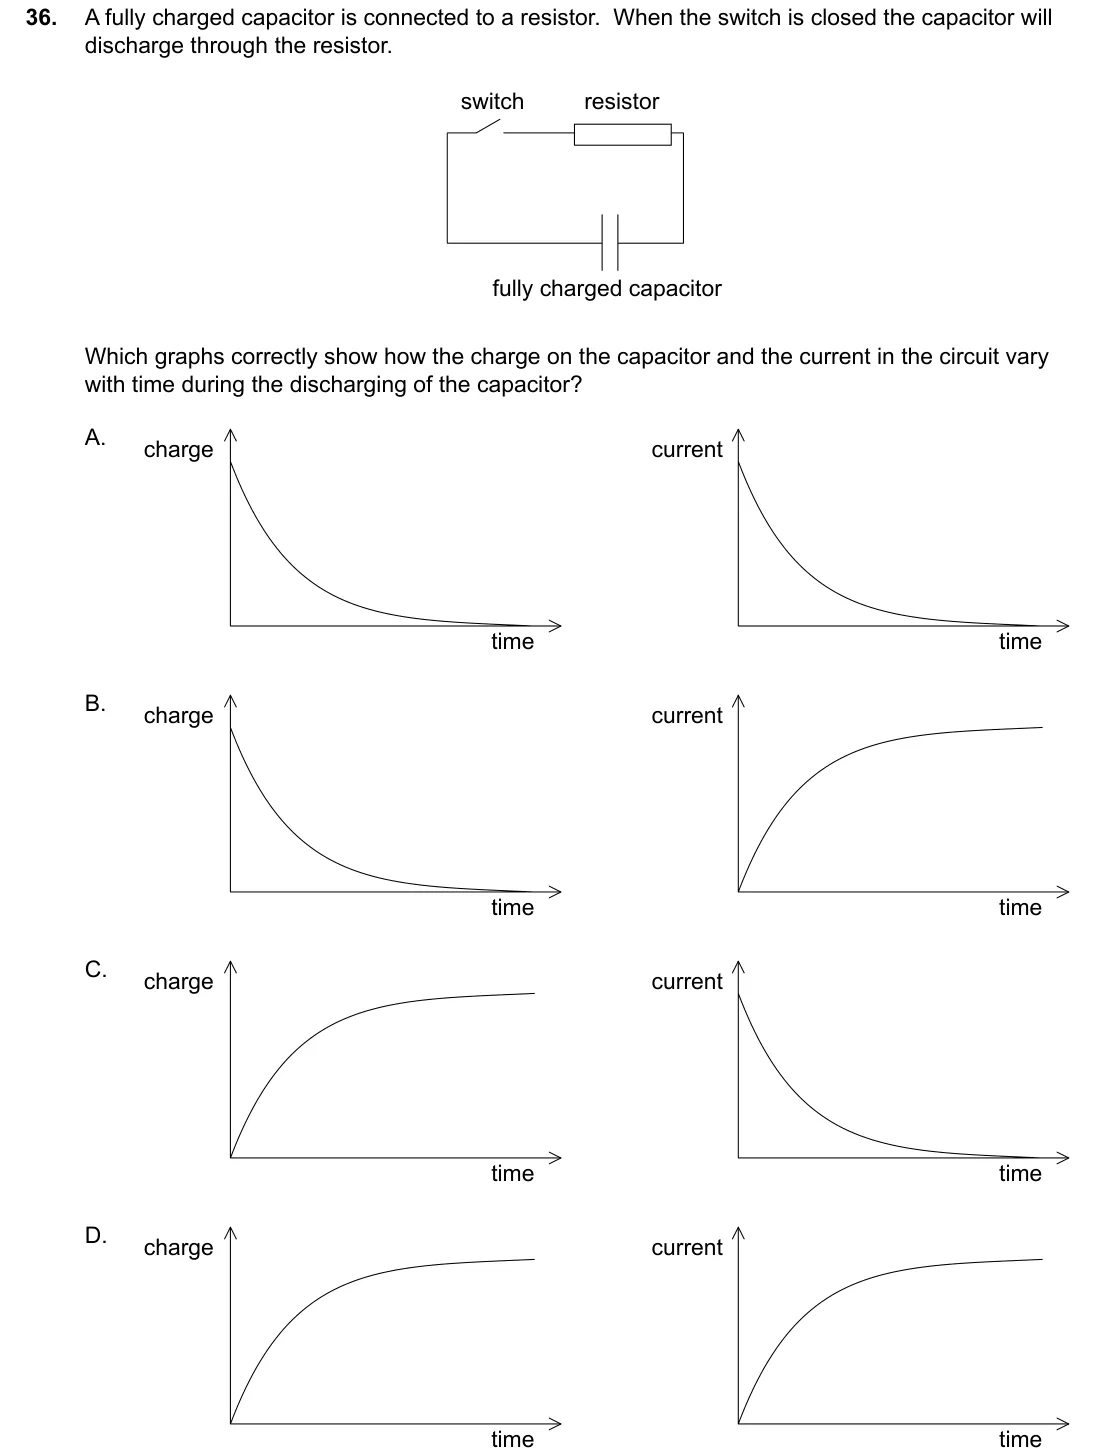 36. A fully charged capacitor is connected to a resistor. When the switch is closed the capacitor will
discharge through the resistor.
switch resistor
fully charged capacitor
Which graphs correctly show how the charge on the capacitor and the current in the circuit vary
with time during the discharging of the capacitor?
A. charge current
time time
B. charge current
time time
C. charge current
time time
D. charge current
time time